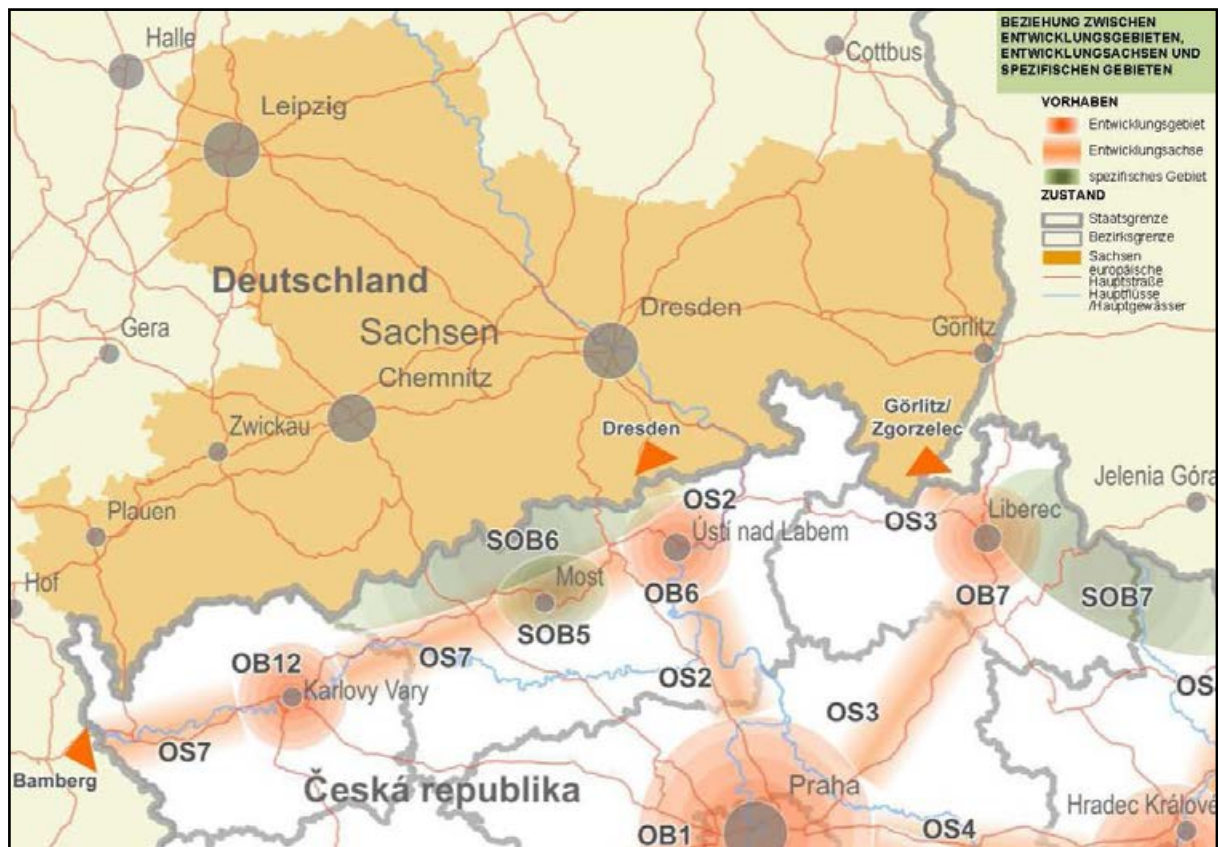 BEZIEHUNG ZWISCHEN
ENTWICKLUNGSGEBIETEN,
ENTWICKLUNGSACHSEN UND
SPEZIFISCHEN GEBIETEN
VORHABEN
Entwicklungsgebiet
Entwicklungsachse
spezifisches Gebiet
ZUSTAND
Staatsgrenze
Bezirksgrenze
Sachsen
europäische
Hauptstraße
Hauptflüsse
/Hauptgewässer
Halle
Cottbus
Leipzig
Deutschland
Dresden
Gera
Sachsen
Görlitz
Chemnitz
Zwickau
Dresden
Görlitz/
Zgorzelec
Jelenia Góra
Plauen
OS2
OS3
Liberec
SOB6
Ústí nad Labem
Most
Hof
OB6
OB7
SOB7
SOB5
OB12
OS7
OS2
Karlovy Vary
OS3
OS7
Bamberg
Česká republika
Praha
Hradec Králové
OB1
OS4
OS